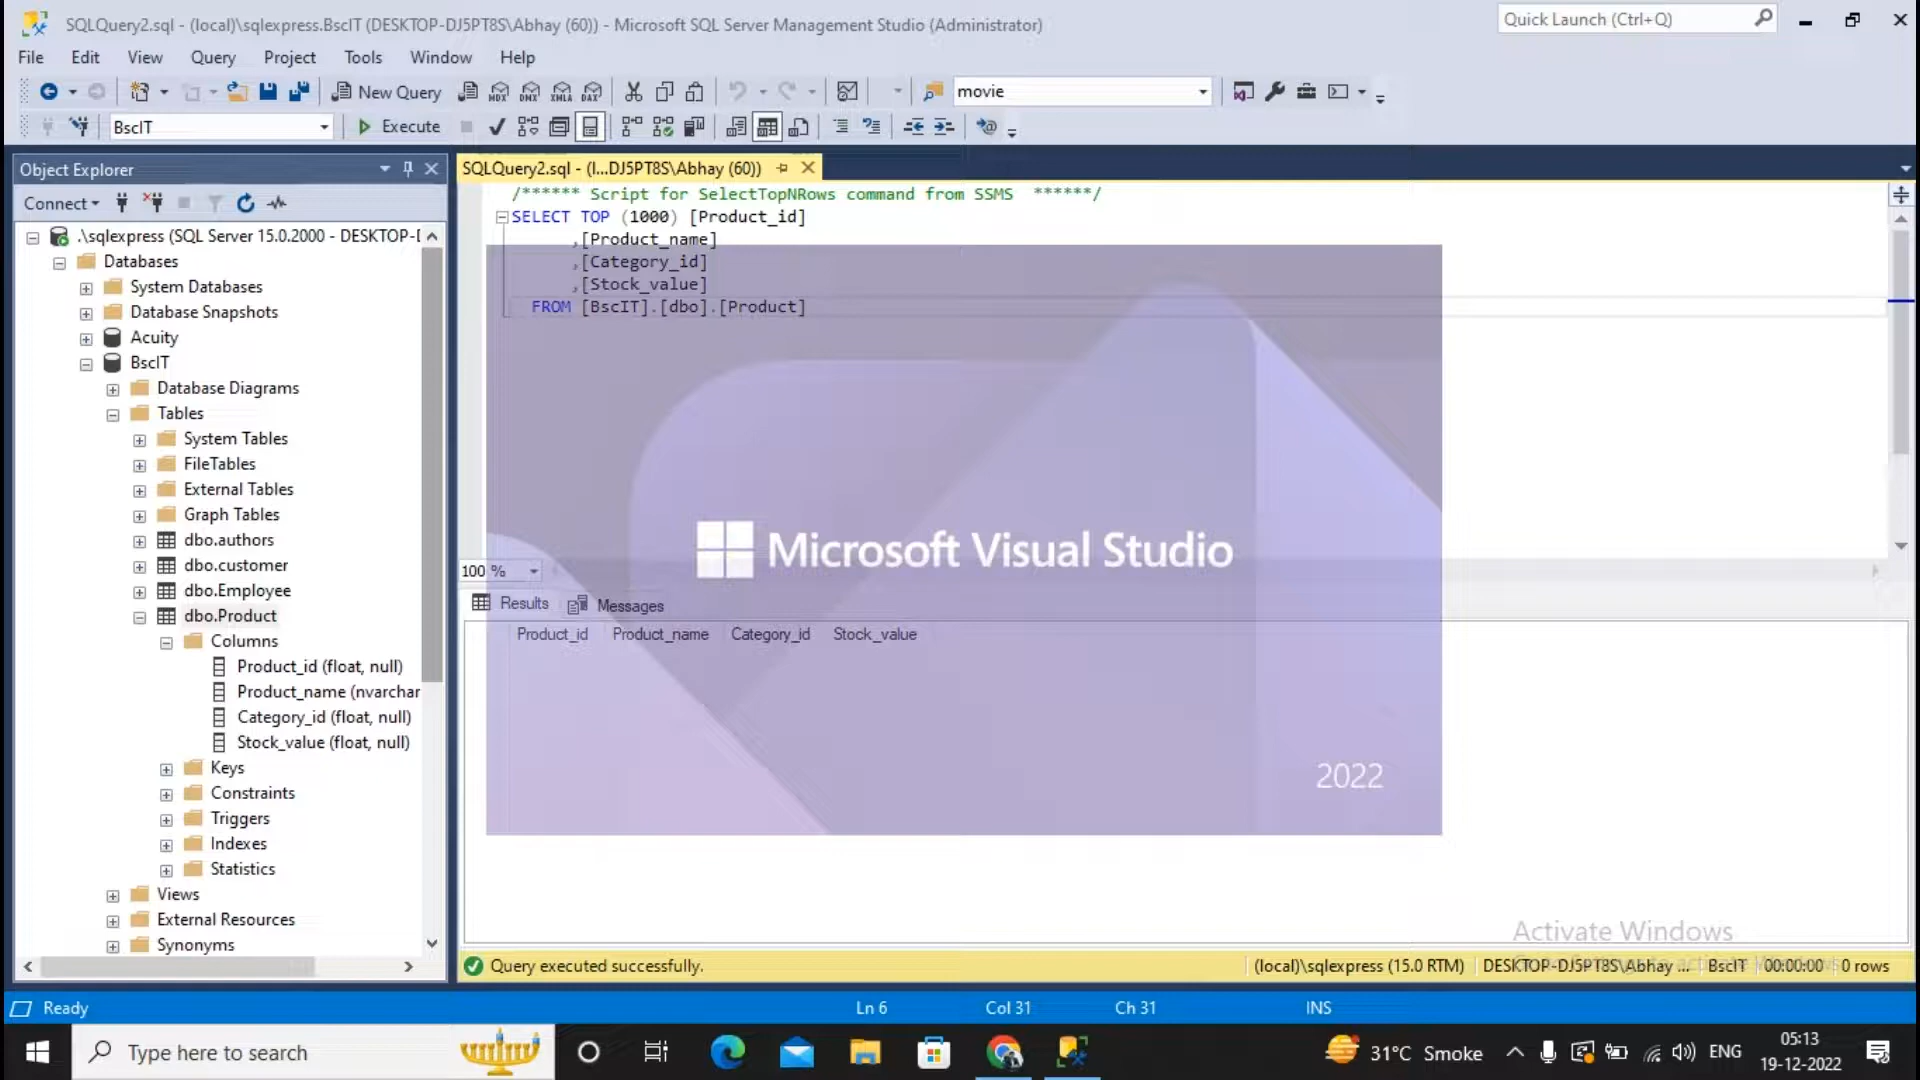 SQLQuery2.sql - (local)\sqlexpress.BscIT (DESKTOP-DJ5PT8S\Abhay (60)) - Microsoft SQL Server Management Studio (Administrator)
Quick Launch (Ctrl+Q)
File Edit View Query Project Tools Window Help
New Query
MDX DMX XMLA DAX
movie
BscIT
Execute
Object Explorer
SQLQuery2.sql - (l...DJ5PT8S\Abhay (60))
Connect
/****** Script for SelectTopNRows command from SSMS ******/
SELECT TOP (1000) [Product_id]
,[Product_name]
,[Category_id]
,[Stock_value]
FROM [BscIT].[dbo].[Product]
.\sqlexpress (SQL Server 15.0.2000 - DESKTOP-
Databases
System Databases
Database Snapshots
Acuity
BscIT
Database Diagrams
Tables
System Tables
FileTables
External Tables
Graph Tables
dbo.authors
dbo.customer
dbo.Employee
dbo.Product
Columns
Product_id (float, null)
Product_name (nvarchar
Category_id (float, null)
Stock_value (float, null)
Keys
Constraints
Triggers
Indexes
Statistics
Views
External Resources
Synonyms
Microsoft Visual Studio
2022
100 %
Results Messages
Product_id Product_name Category_id Stock_value
Activate Windows
Query executed successfully.
(local)\sqlexpress (15.0 RTM) DESKTOP-DJ5PT8S\Abhay ... BscIT 00:00:00 0 rows
Ready
Ln 6 Col 31 Ch 31 INS
Type here to search
31°C Smoke
ENG
05:13
19-12-2022